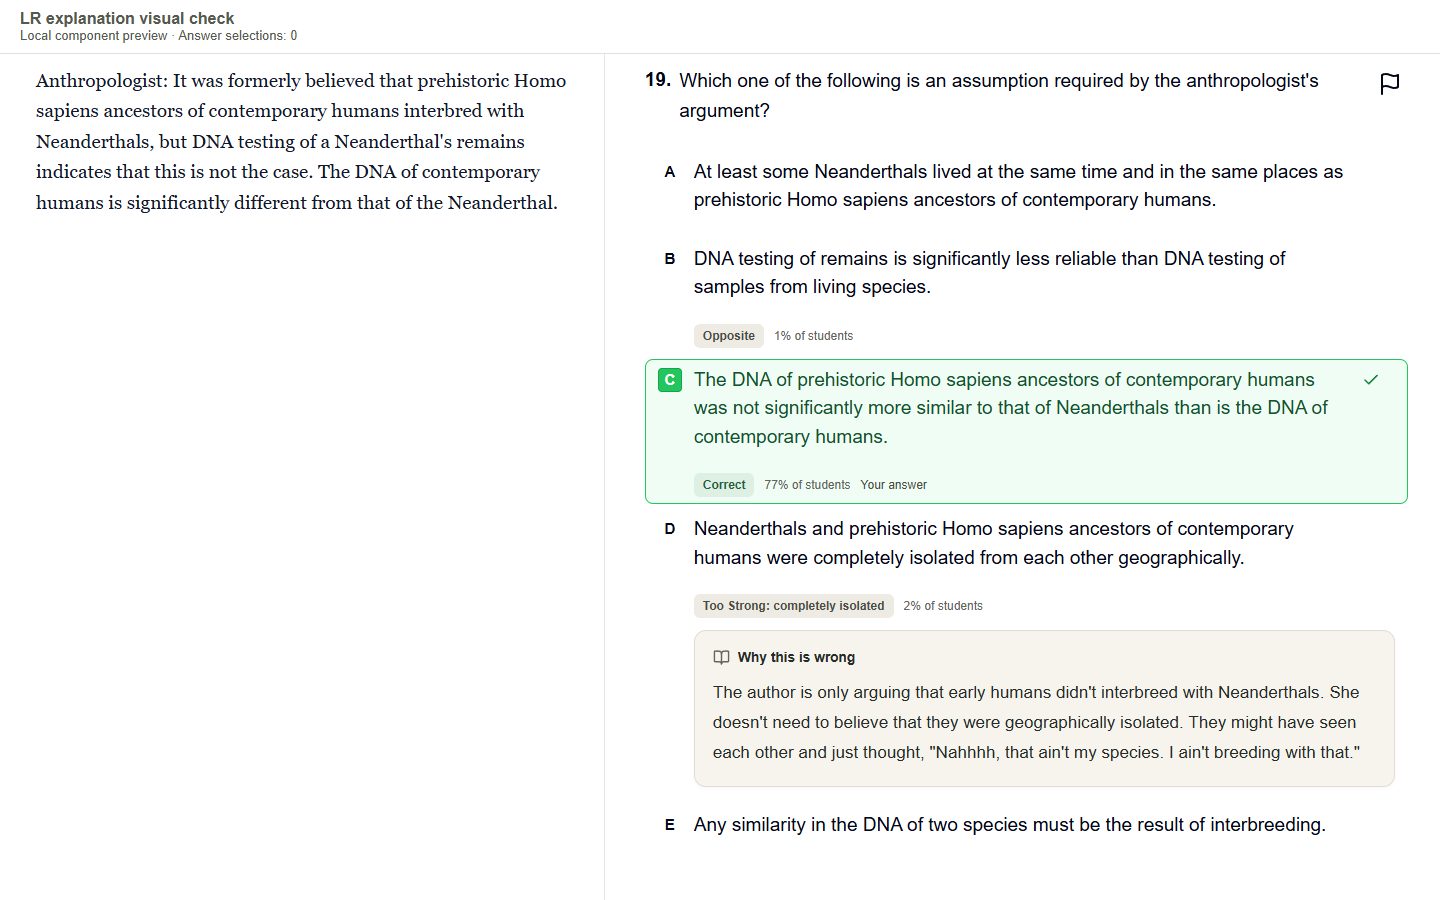 LR explanation visual check
Local component preview · Answer selections: 0
Anthropologist: It was formerly believed that prehistoric Homo
sapiens ancestors of contemporary humans interbred with
Neanderthals, but DNA testing of a Neanderthal's remains
indicates that this is not the case. The DNA of contemporary
humans is significantly different from that of the Neanderthal.
19. Which one of the following is an assumption required by the anthropologist's
argument?
A At least some Neanderthals lived at the same time and in the same places as
prehistoric Homo sapiens ancestors of contemporary humans.
B DNA testing of remains is significantly less reliable than DNA testing of
samples from living species.
Opposite 1% of students
C The DNA of prehistoric Homo sapiens ancestors of contemporary humans
was not significantly more similar to that of Neanderthals than is the DNA of
contemporary humans.
Correct 77% of students Your answer
D Neanderthals and prehistoric Homo sapiens ancestors of contemporary
humans were completely isolated from each other geographically.
Too Strong: completely isolated 2% of students
Why this is wrong
The author is only arguing that early humans didn't interbreed with Neanderthals. She
doesn't need to believe that they were geographically isolated. They might have seen
each other and just thought, "Nahhhh, that ain't my species. I ain't breeding with that."
E Any similarity in the DNA of two species must be the result of interbreeding.